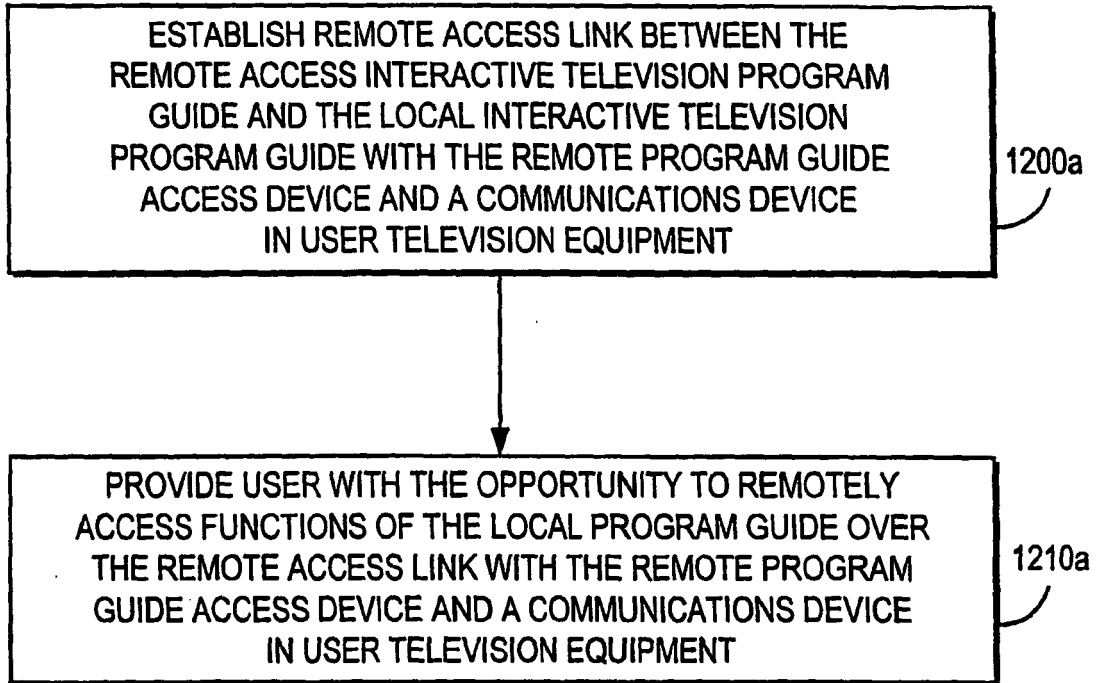 ESTABLISH REMOTE ACCESS LINK BETWEEN THE
REMOTE ACCESS INTERACTIVE TELEVISION PROGRAM
GUIDE AND THE LOCAL INTERACTIVE TELEVISION
PROGRAM GUIDE WITH THE REMOTE PROGRAM GUIDE
ACCESS DEVICE AND A COMMUNICATIONS DEVICE
IN USER TELEVISION EQUIPMENT
1200a
PROVIDE USER WITH THE OPPORTUNITY TO REMOTELY
ACCESS FUNCTIONS OF THE LOCAL PROGRAM GUIDE OVER
THE REMOTE ACCESS LINK WITH THE REMOTE PROGRAM
GUIDE ACCESS DEVICE AND A COMMUNICATIONS DEVICE
IN USER TELEVISION EQUIPMENT
1210a